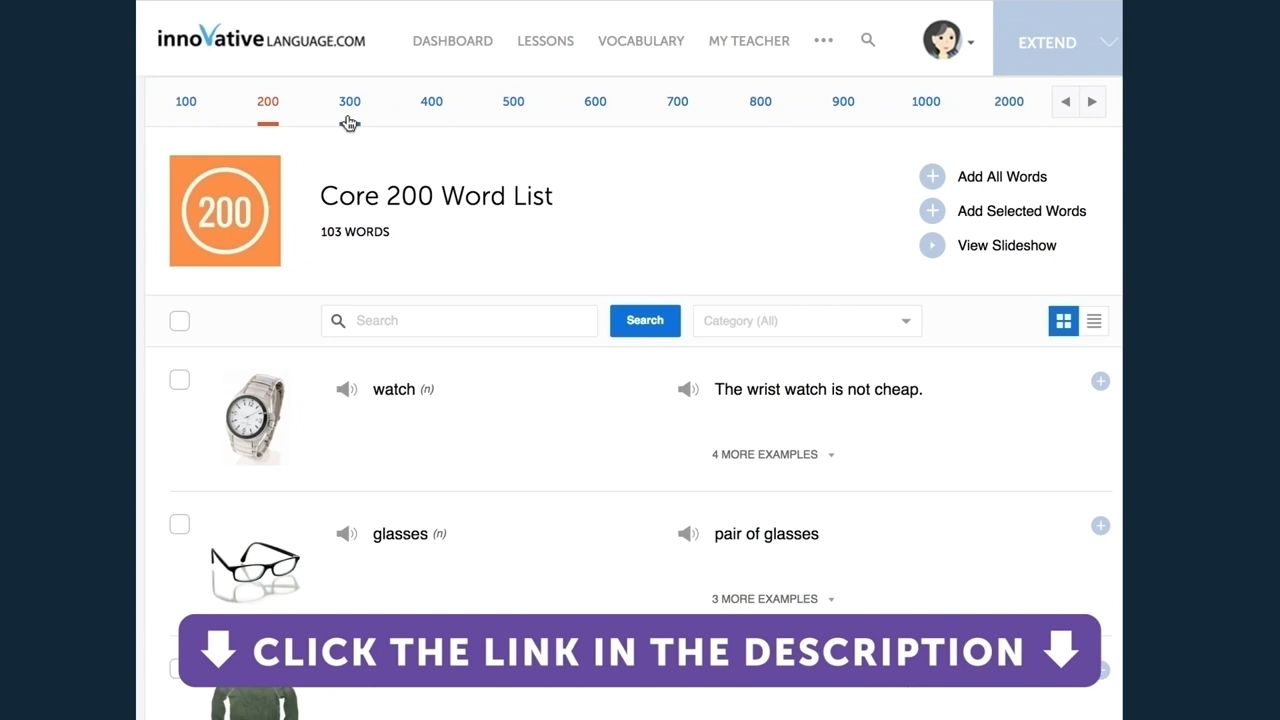 innoVative LANGUAGE.COM DASHBOARD LESSONS VOCABULARY MY TEACHER ••• EXTEND
100 200 300 400 500 600 700 800 900 1000 2000
200
Core 200 Word List
103 WORDS
Add All Words
Add Selected Words
View Slideshow
Search Search Category (All)
watch (n) The wrist watch is not cheap.
4 MORE EXAMPLES
glasses (n) pair of glasses
3 MORE EXAMPLES
CLICK THE LINK IN THE DESCRIPTION